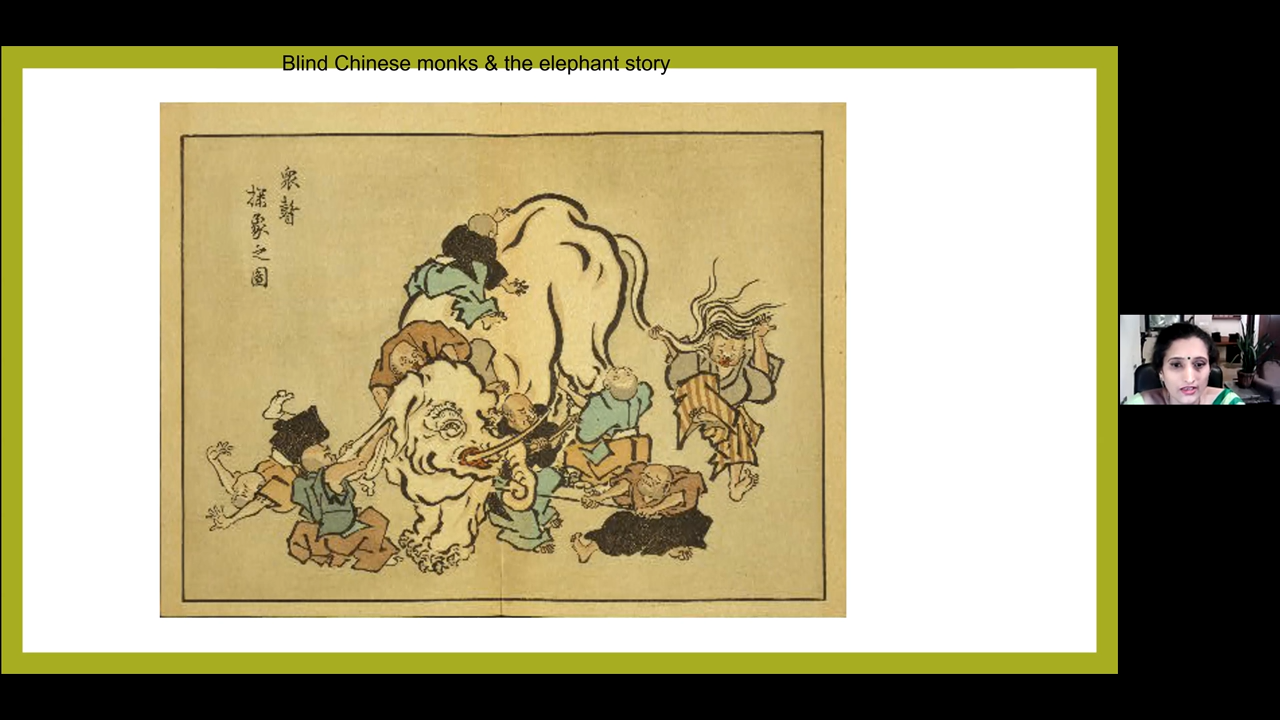 Blind Chinese monks & the elephant story
衆瞽
探象之圖